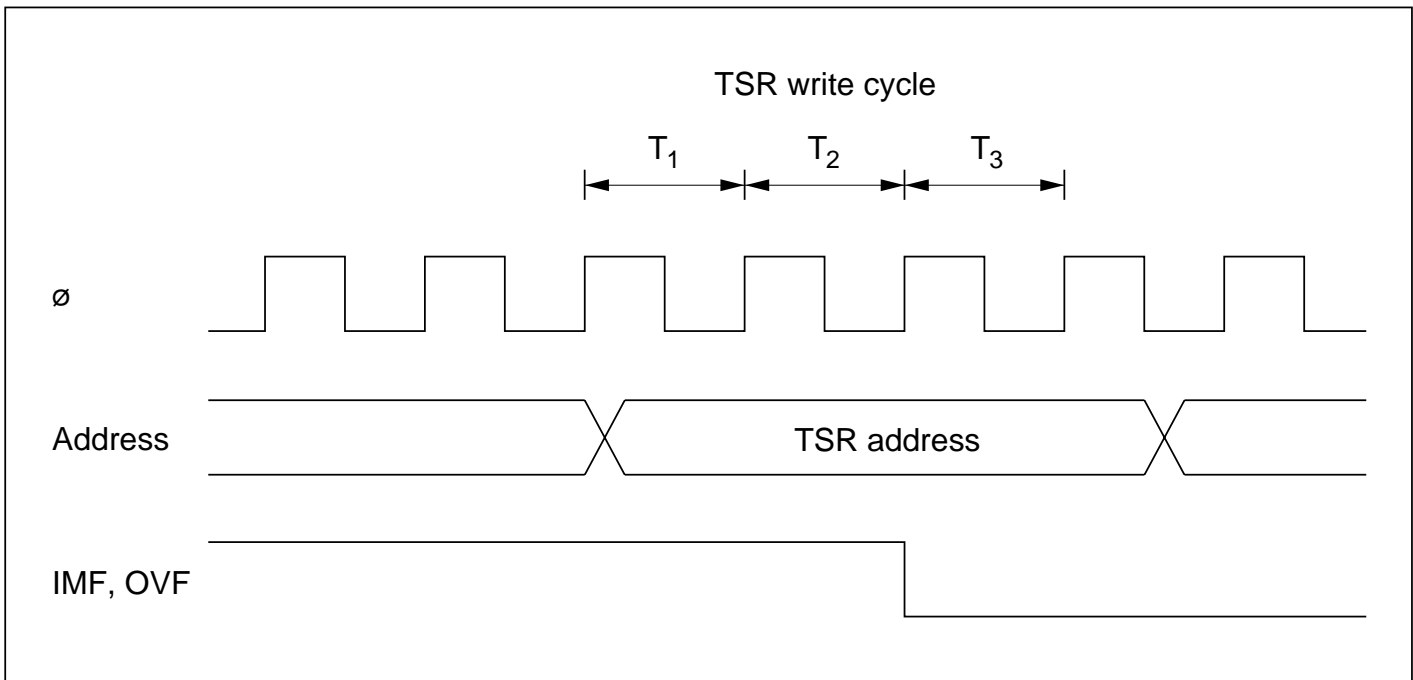 TSR write cycle
T1 T2 T3
ø
Address
TSR address
IMF, OVF